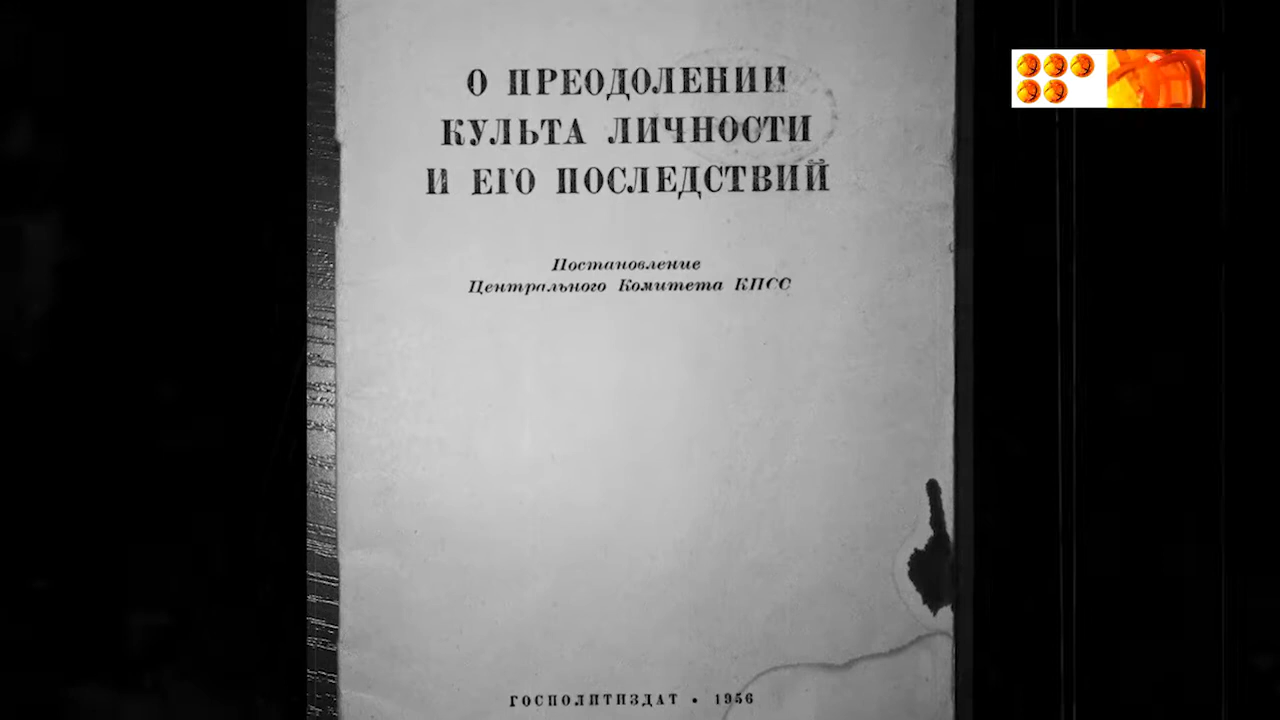 О ПРЕОДОЛЕНИИ
КУЛЬТА ЛИЧНОСТИ
И ЕГО ПОСЛЕДСТВИЙ
Постановление
Центрального Комитета КПСС
ГОСПОЛИТИЗДАТ • 1956